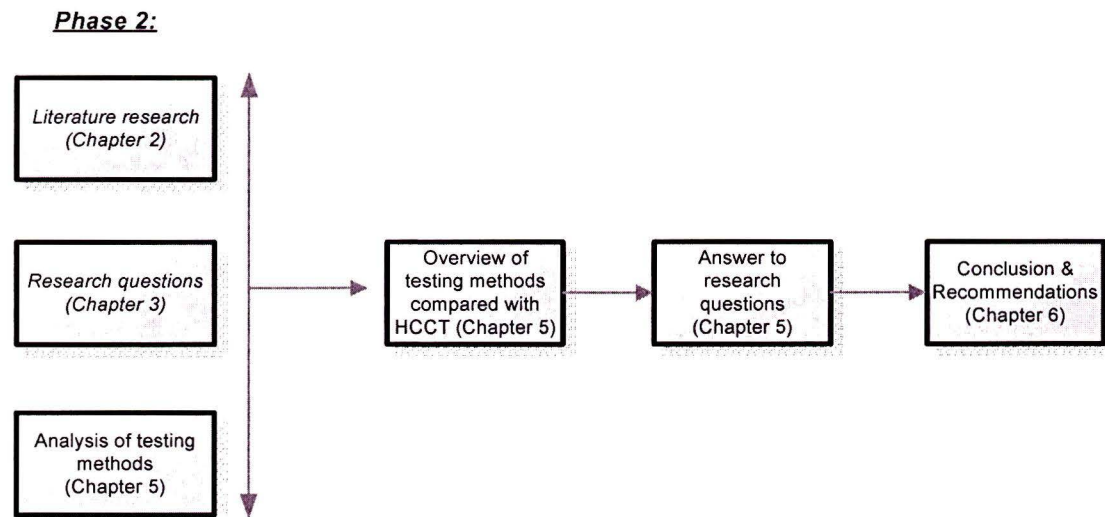 Phase 2:
Literature research
(Chapter 2)
Research questions
(Chapter 3)
Analysis of testing
methods
(Chapter 5)
Overview of
testing methods
compared with
HCCT (Chapter 5)
Answer to
research
questions
(Chapter 5)
Conclusion &
Recommendations
(Chapter 6)